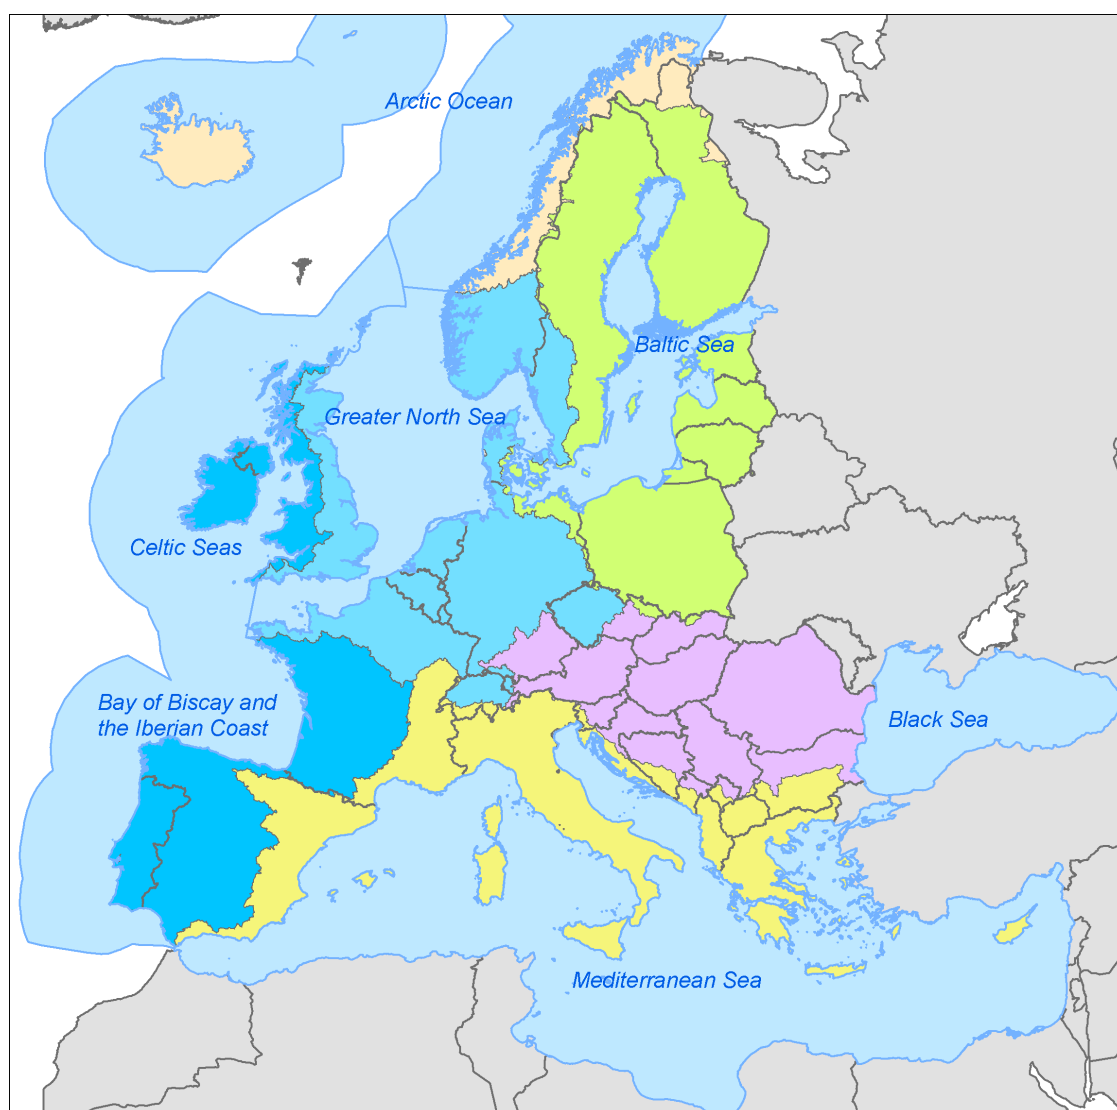 Arctic Ocean
Baltic Sea
Greater North Sea
Celtic Seas
Bay of Biscay and
the Iberian Coast
Black Sea
Mediterranean Sea